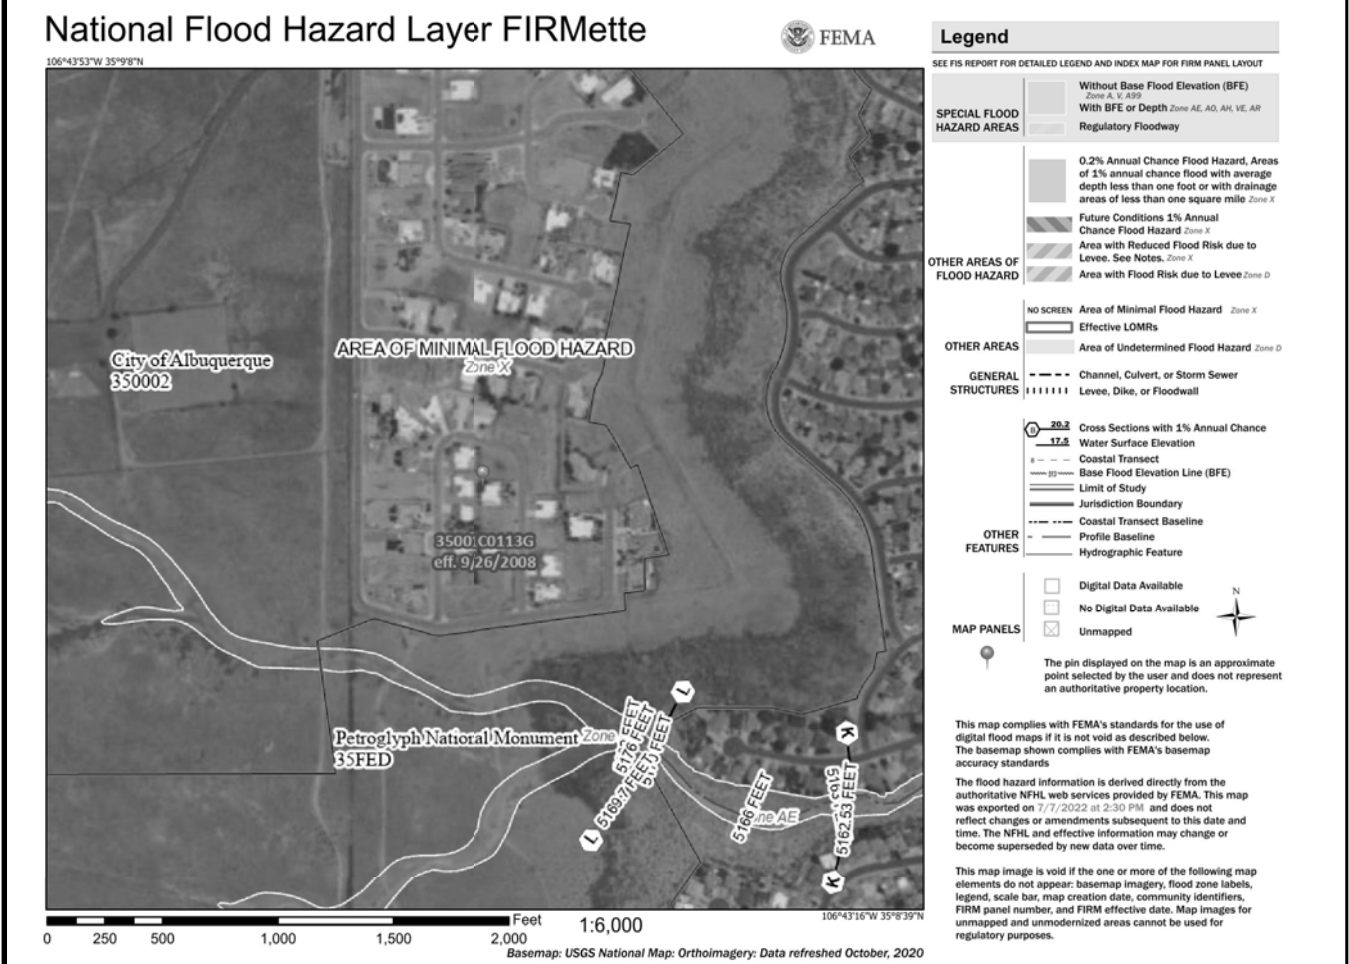 National Flood Hazard Layer FIRMette
FEMA
106°43'53"W 35°9'8"N
City of Albuquerque
350002
AREA OF MINIMAL FLOOD HAZARD
Zone X
eff. 9/26/2008
Petroglyph National Monument
35FED
Zone
L
5176 FEET
FEET
L
5166 FEET
ne AE
K
5162.53 FEET
K
106°43'16"W 35°8'39"N
Feet
1:6,000
0 250 500 1,000 1,500 2,000
Basemap: USGS National Map: Orthoimagery: Data refreshed October, 2020
Legend
SEE FIS REPORT FOR DETAILED LEGEND AND INDEX MAP FOR FIRM PANEL LAYOUT
SPECIAL FLOOD
HAZARD AREAS
Without Base Flood Elevation (BFE)
Zone A, V, A99
With BFE or Depth Zone AE, AO, AH, VE, AR
Regulatory Floodway
OTHER AREAS OF
FLOOD HAZARD
0.2% Annual Chance Flood Hazard, Areas
of 1% annual chance flood with average
depth less than one foot or with drainage
areas of less than one square mile Zone X
Future Conditions 1% Annual
Chance Flood Hazard Zone X
Area with Reduced Flood Risk due to
Levee. See Notes. Zone X
Area with Flood Risk due to Levee Zone D
OTHER AREAS
NO SCREEN Area of Minimal Flood Hazard Zone X
Effective LOMRs
Area of Undetermined Flood Hazard Zone D
GENERAL
STRUCTURES
Channel, Culvert, or Storm Sewer
Levee, Dike, or Floodwall
OTHER
FEATURES
B 20.2 Cross Sections with 1% Annual Chance
17.5 Water Surface Elevation
8 Coastal Transect
Base Flood Elevation Line (BFE)
Limit of Study
Jurisdiction Boundary
Coastal Transect Baseline
Profile Baseline
Hydrographic Feature
MAP PANELS
Digital Data Available
No Digital Data Available
Unmapped
N
The pin displayed on the map is an approximate
point selected by the user and does not represent
an authoritative property location.
This map complies with FEMA's standards for the use of
digital flood maps if it is not void as described below.
The basemap shown complies with FEMA's basemap
accuracy standards
The flood hazard information is derived directly from the
authoritative NFHL web services provided by FEMA. This map
was exported on 7/7/2022 at 2:30 PM and does not
reflect changes or amendments subsequent to this date and
time. The NFHL and effective information may change or
become superseded by new data over time.
This map image is void if the one or more of the following map
elements do not appear: basemap imagery, flood zone labels,
legend, scale bar, map creation date, community identifiers,
FIRM panel number, and FIRM effective date. Map images for
unmapped and unmodernized areas cannot be used for
regulatory purposes.